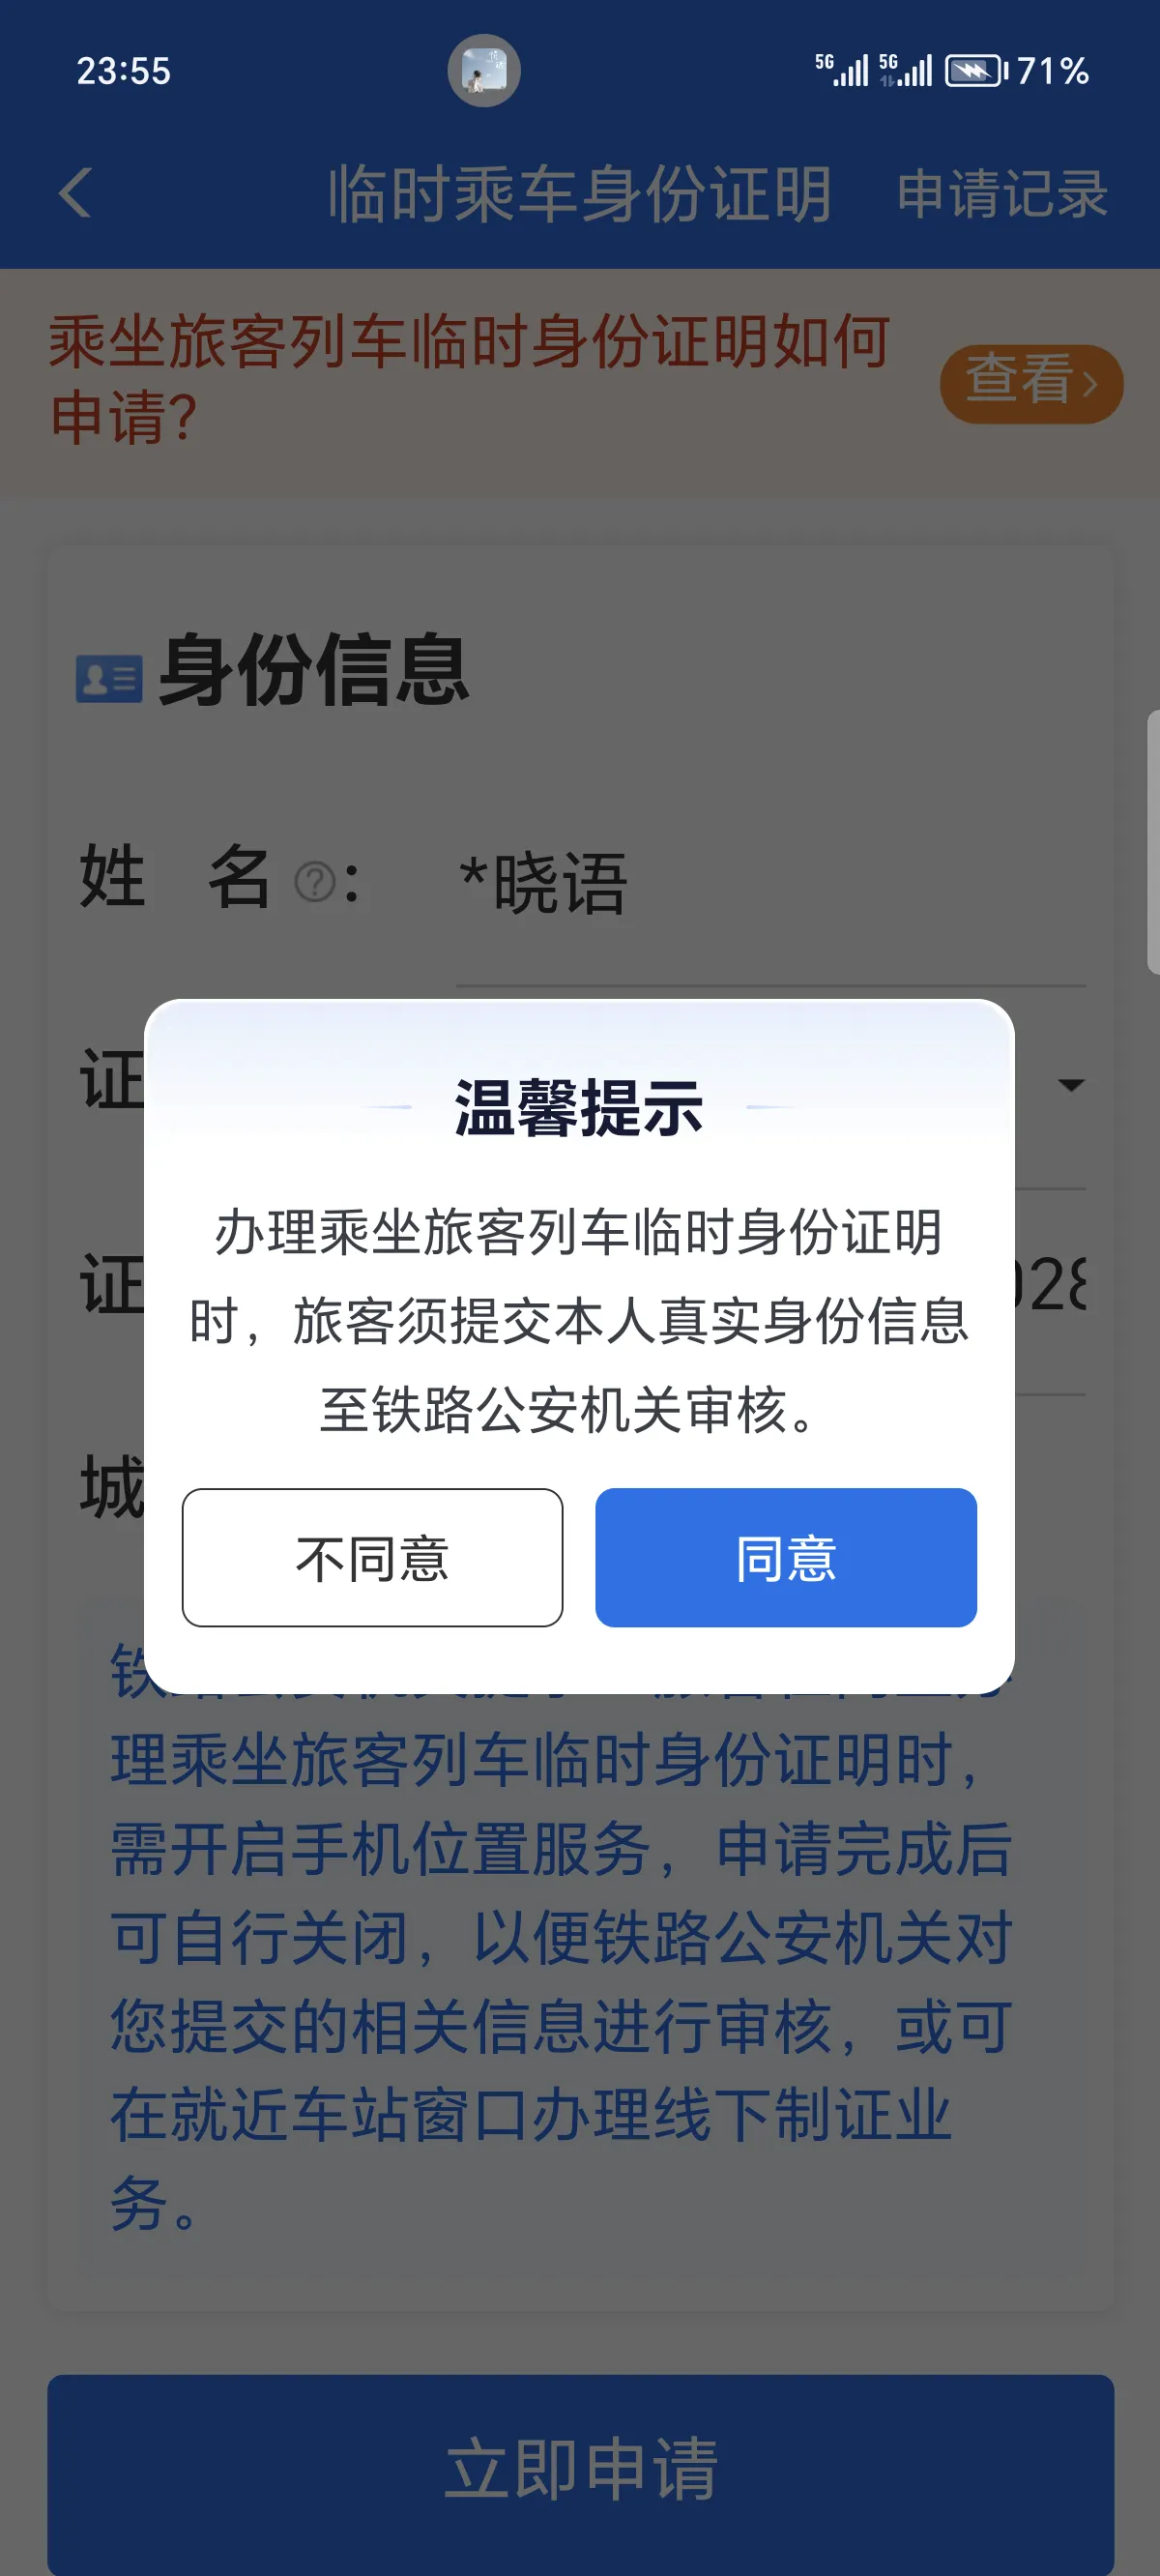 23:55
5G 5G 71%
临时乘车身份证明 申请记录
乘坐旅客列车临时身份证明如何
申请?
查看
身份信息
姓 名 ? : *晓语
证
温馨提示
办理乘坐旅客列车临时身份证明
时，旅客须提交本人真实身份信息
至铁路公安机关审核。
证
028
城
不同意 同意
理乘坐旅客列车临时身份证明时，
需开启手机位置服务，申请完成后
可自行关闭，以便铁路公安机关对
您提交的相关信息进行审核，或可
在就近车站窗口办理线下制证业
务。
立即申请